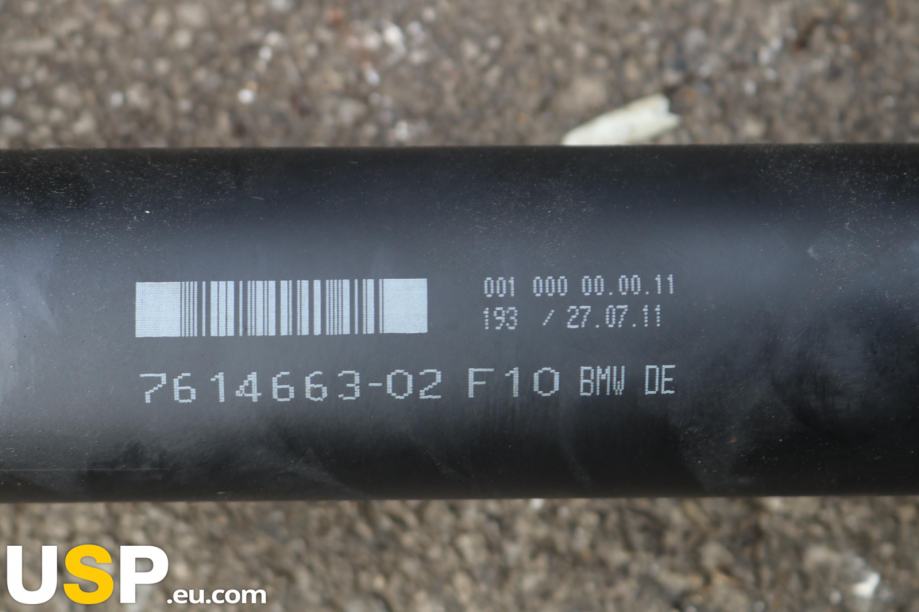 001 000 00.00.11
193 / 27.07.11
7614663-02 F10 BMW DE
USP.eu.com